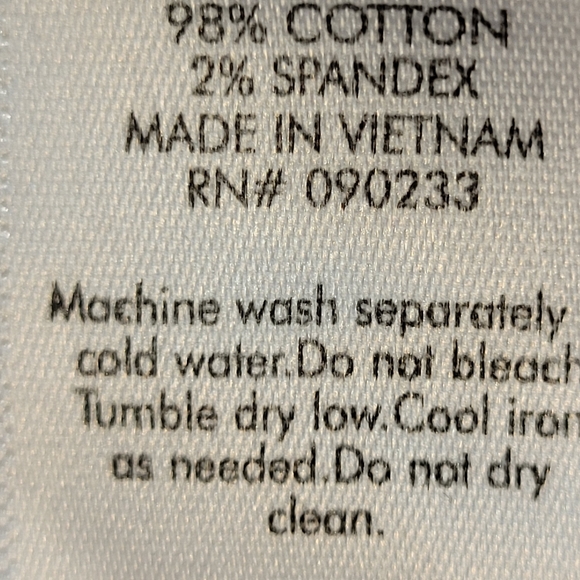 98% COTTON
2% SPANDEX
MADE IN VIETNAM
RN# 090233
Machine wash separately
cold water.Do not bleach
Tumble dry low.Cool iron
as needed.Do not dry
clean.